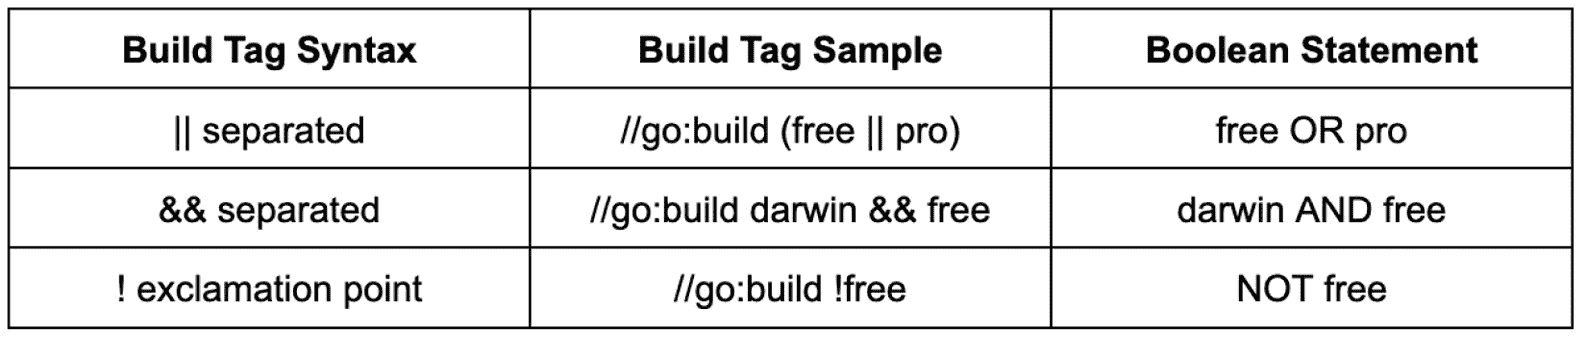 Build Tag Syntax Build Tag Sample Boolean Statement
|| separated //go:build (free || pro) free OR pro
&& separated //go:build darwin && free darwin AND free
! exclamation point //go:build !free NOT free